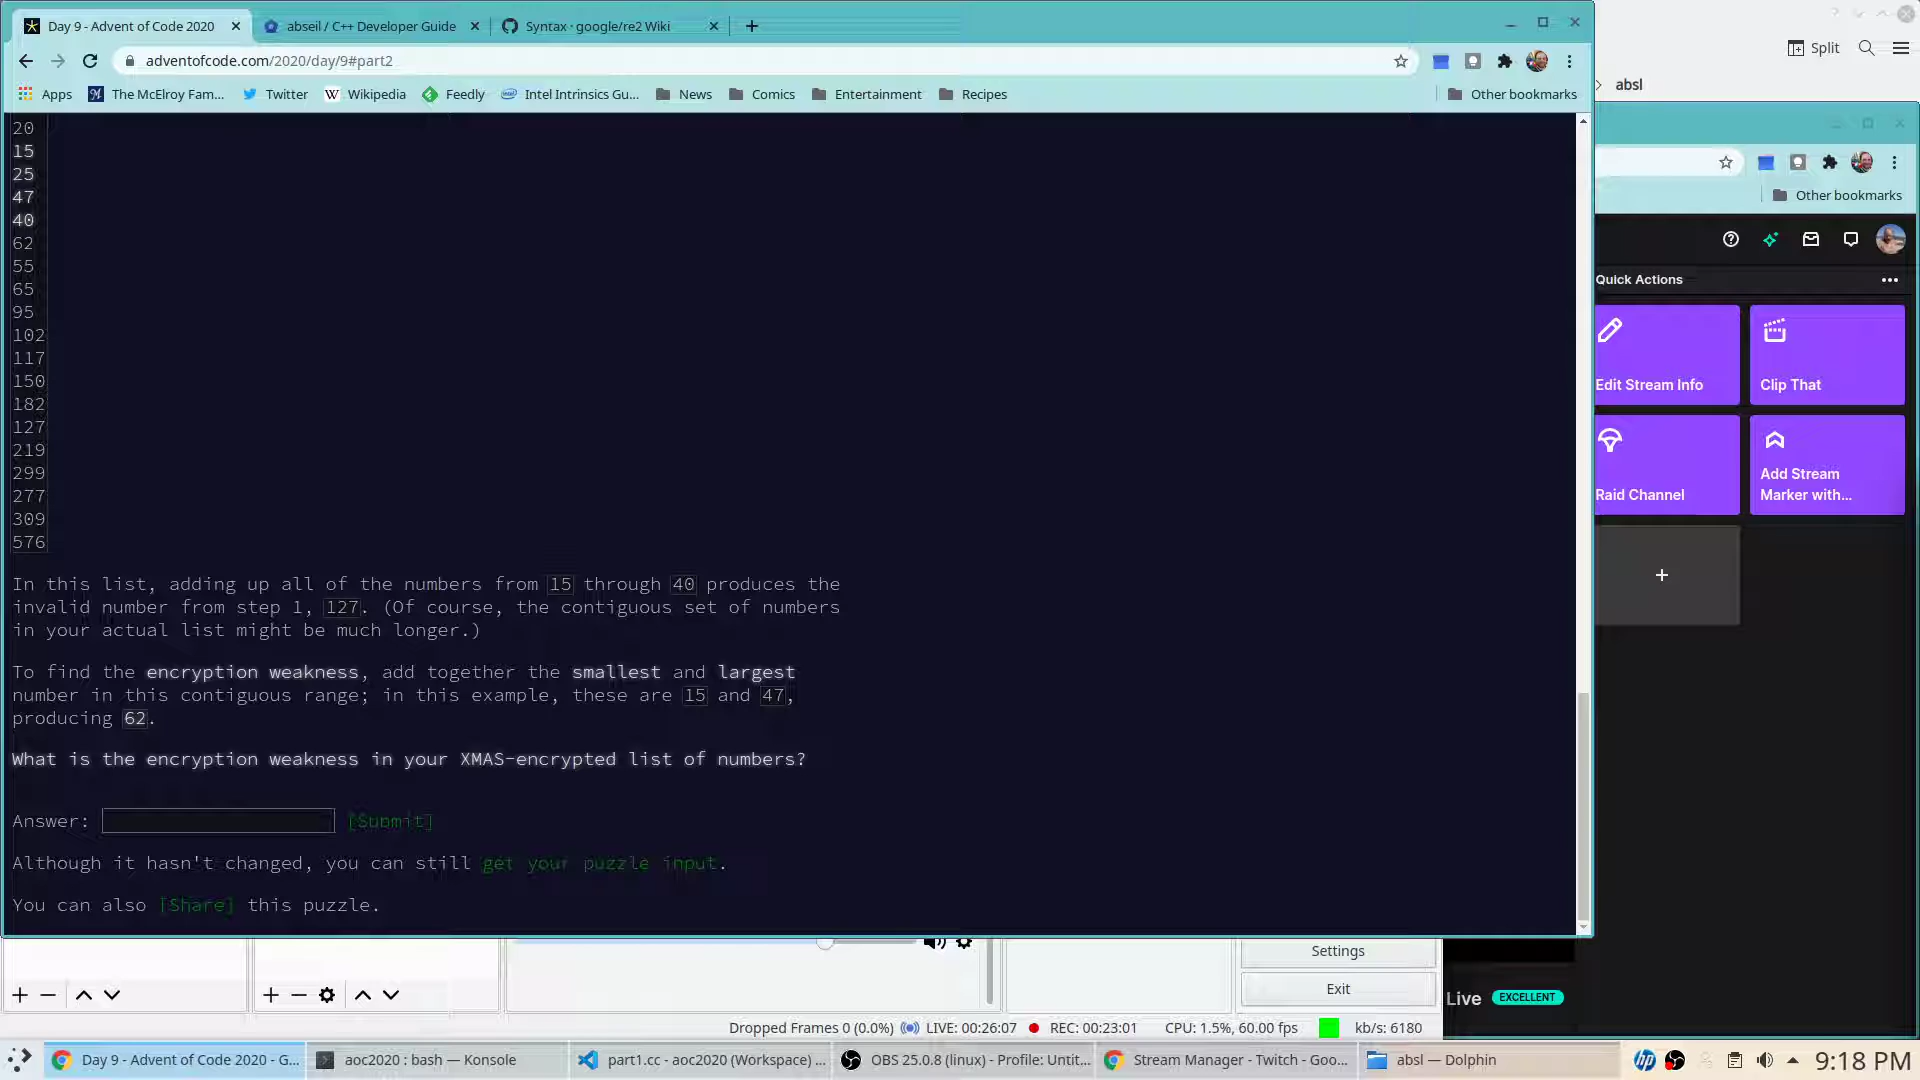 Day 9 - Advent of Code 2020
abseil / C++ Developer Guide
Syntax · google/re2 Wiki
adventofcode.com/2020/day/9#part2
Apps
The McElroy Fam...
Twitter
Wikipedia
Feedly
Intel Intrinsics Gu...
News
Comics
Entertainment
Recipes
Other bookmarks
Split
absl
Other bookmarks
20
15
25
47
40
62
55
65
95
102
117
150
182
127
219
299
277
309
576
In this list, adding up all of the numbers from 15 through 40 produces the
invalid number from step 1, 127. (Of course, the contiguous set of numbers
in your actual list might be much longer.)
To find the encryption weakness, add together the smallest and largest
number in this contiguous range; in this example, these are 15 and 47,
producing 62.
What is the encryption weakness in your XMAS-encrypted list of numbers?
Answer: [Submit]
Although it hasn't changed, you can still get your puzzle input.
You can also [Share] this puzzle.
Quick Actions
Edit Stream Info
Clip That
Raid Channel
Add Stream
Marker with...
Settings
Exit
Live EXCELLENT
Dropped Frames 0 (0.0%) LIVE: 00:26:07 REC: 00:23:01 CPU: 1.5%, 60.00 fps kb/s: 6180
Day 9 - Advent of Code 2020 - G...
aoc2020 : bash — Konsole
part1.cc - aoc2020 (Workspace) ...
OBS 25.0.8 (linux) - Profile: Untit...
Stream Manager - Twitch - Goo...
absl — Dolphin
9:18 PM